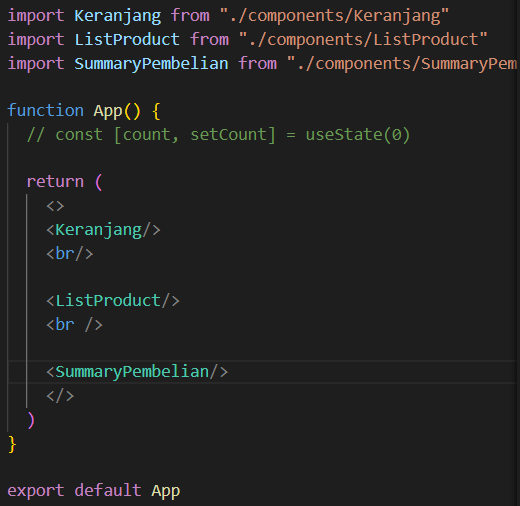 import Keranjang from "./components/Keranjang"
import ListProduct from "./components/ListProduct"
import SummaryPembelian from "./components/SummaryPem
function App() {
// const [count, setCount] = useState(0)
return (
<>
<Keranjang/>
<br/>
<ListProduct/>
<br />
<SummaryPembelian/>
</>
)
}
export default App